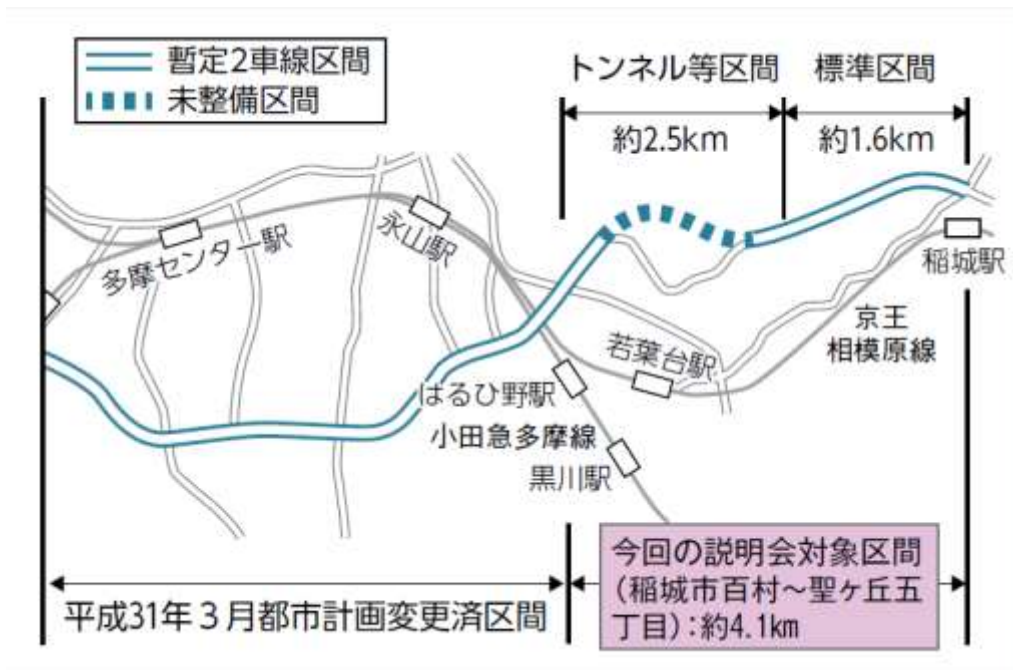 暫定2車線区間
未整備区間
トンネル等区間
標準区間
約2.5km
約1.6km
多摩センター駅
永山駅
稲城駅
京王
相模原線
若葉台駅
はるひ野駅
小田急多摩線
黒川駅
今回の説明会対象区間
(稲城市百村～聖ヶ丘五
丁目):約4.1km
平成31年3月都市計画変更済区間